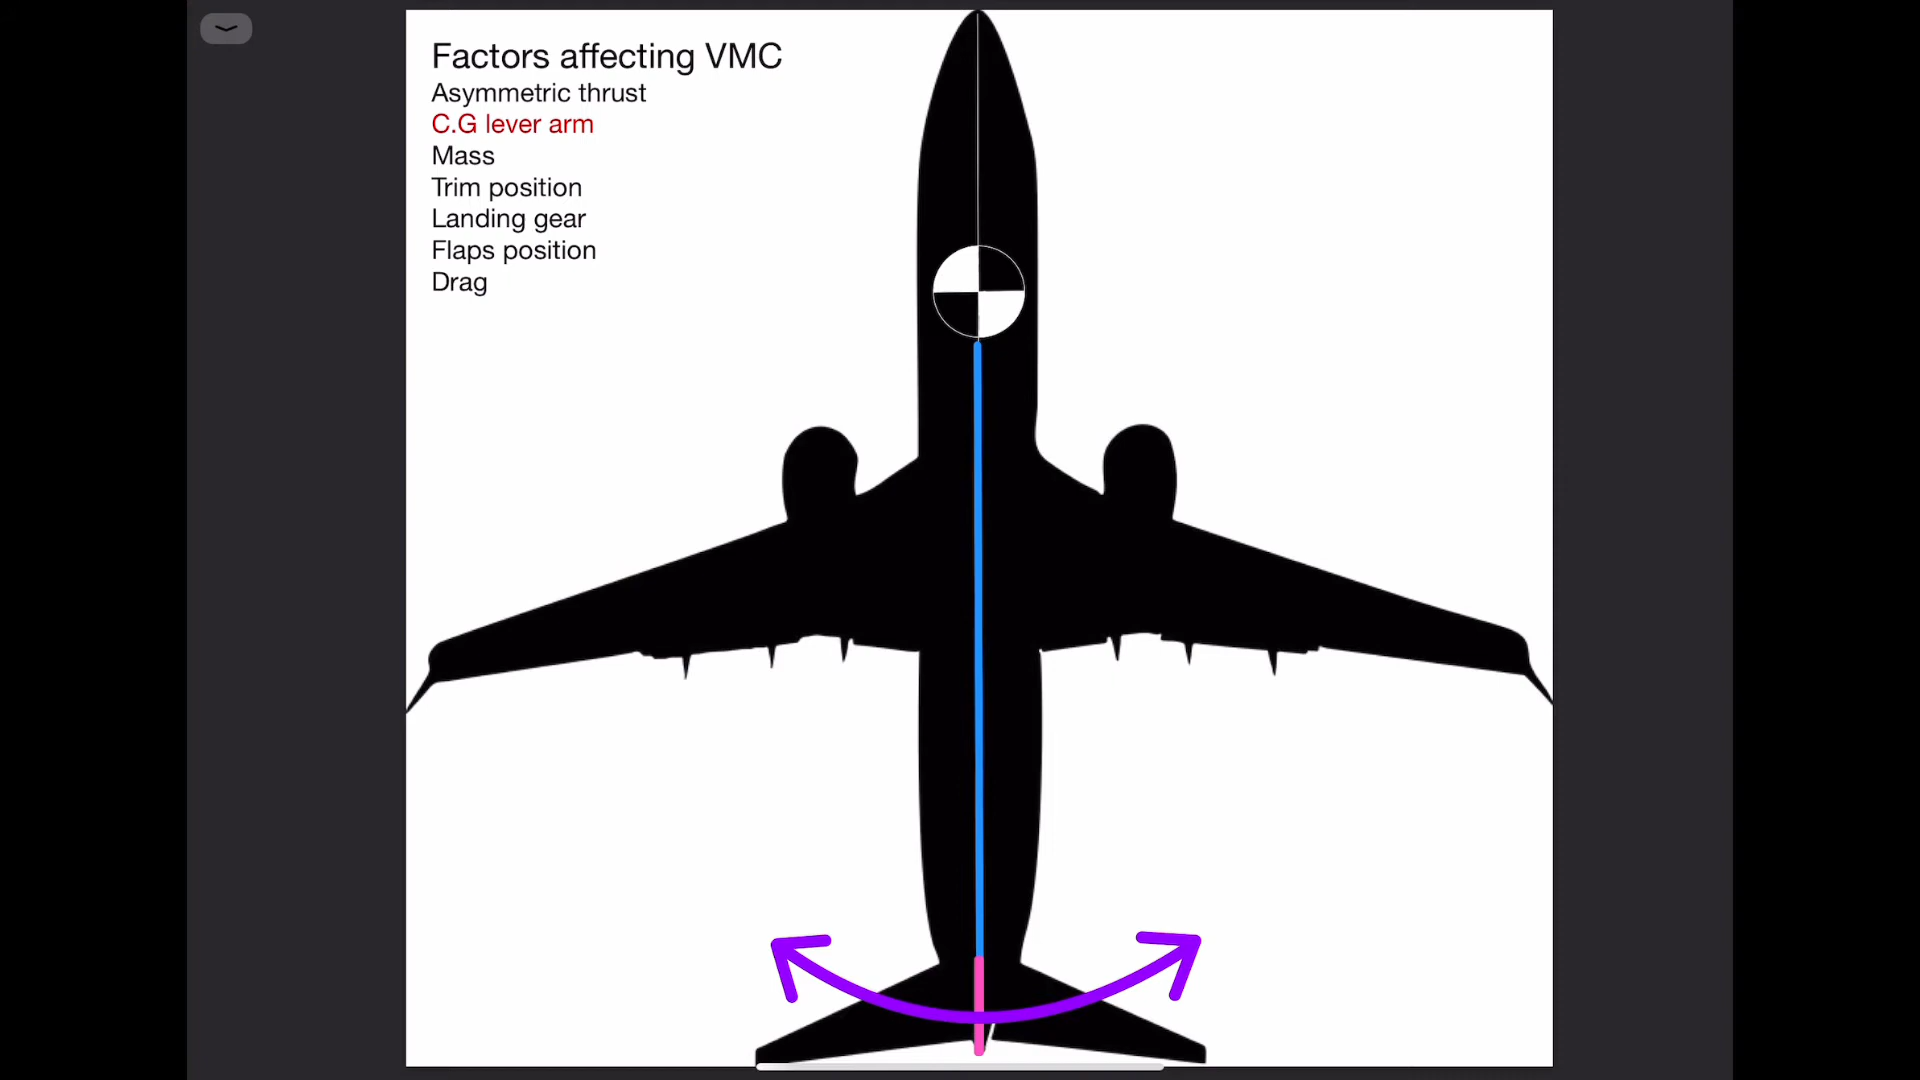 Factors affecting VMC
Asymmetric thrust
C.G lever arm
Mass
Trim position
Landing gear
Flaps position
Drag